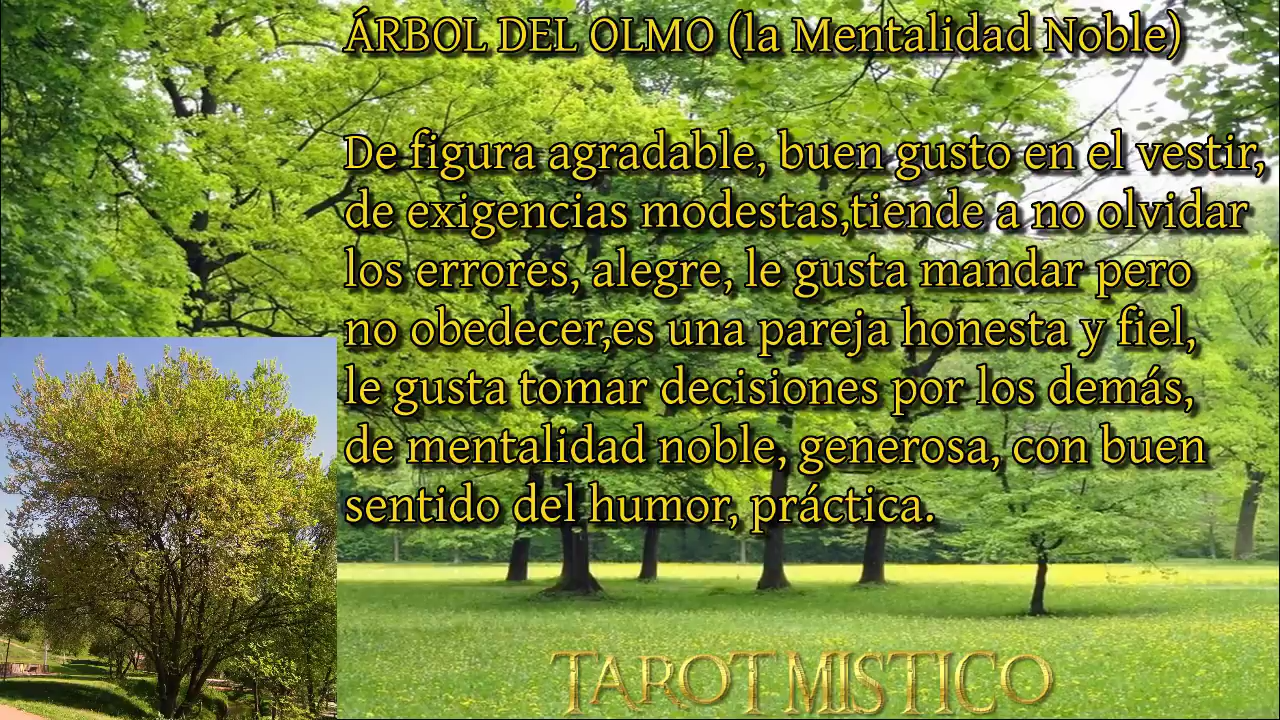 ÁRBOL DEL OLMO (la Mentalidad Noble)
De figura agradable, buen gusto en el vestir,
de exigencias modestas,tiende a no olvidar
los errores, alegre, le gusta mandar pero
no obedecer,es una pareja honesta y fiel,
le gusta tomar decisiones por los demás,
de mentalidad noble, generosa, con buen
sentido del humor, práctica.
TAROT MISTICO